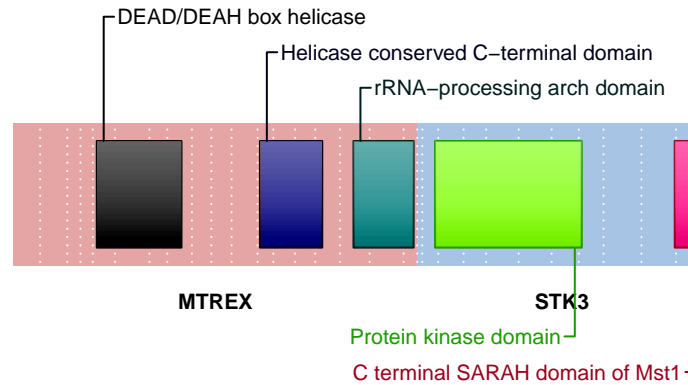 DEAD/DEAH box helicase
Helicase conserved C−terminal domain
rRNA−processing arch domain
MTREX
STK3
Protein kinase domain
C terminal SARAH domain of Mst1